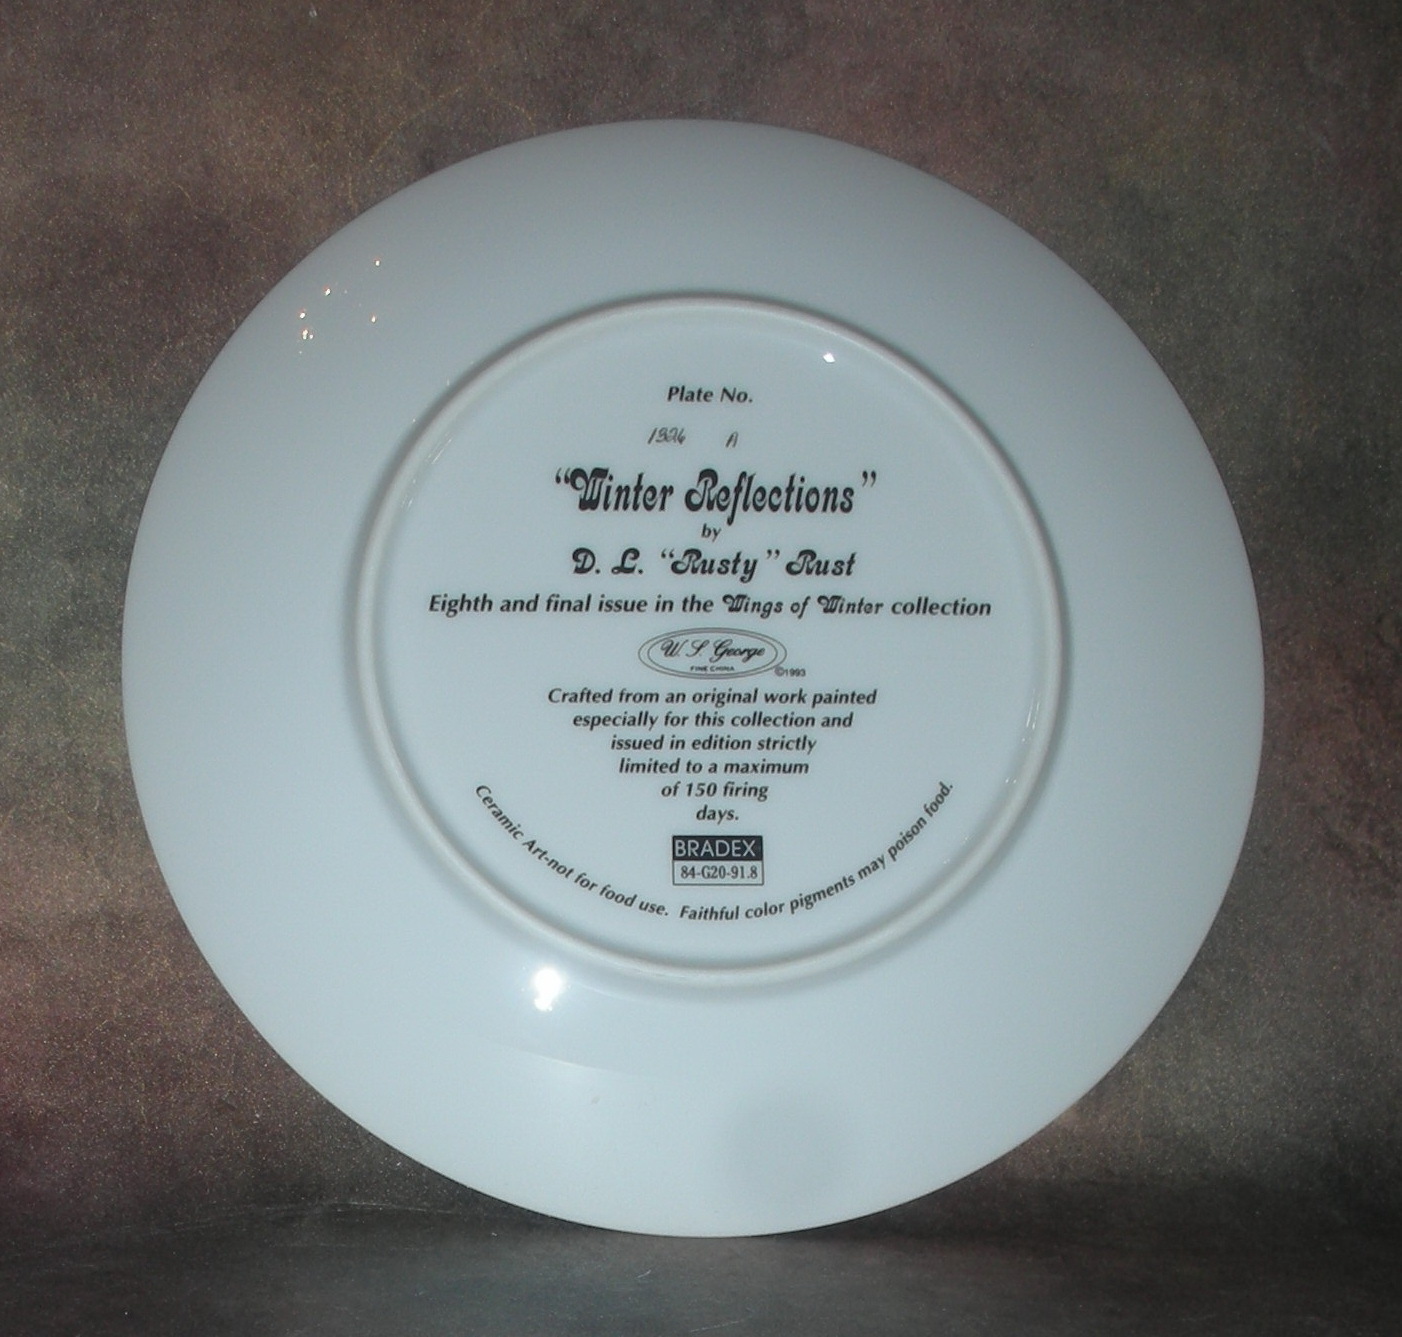 Plate No.
1326 A
“Winter Reflections”
by
D. L. “Rusty” Rust
Eighth and final issue in the Wings of Winter collection
W. S. George
FINE CHINA
©1993
Crafted from an original work painted
especially for this collection and
issued in edition strictly
limited to a maximum
of 150 firing
days.
BRADEX
84-G20-91.8
Ceramic Art-not for food use. Faithful color pigments may poison food.